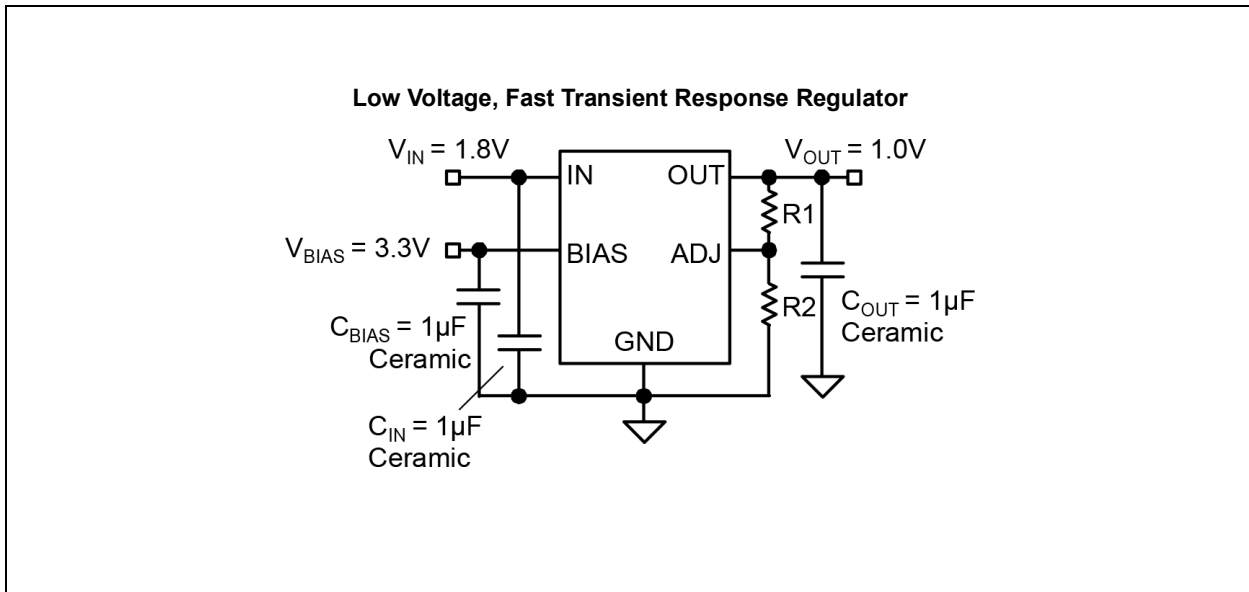 Low Voltage, Fast Transient Response Regulator
V_IN = 1.8V
V_OUT = 1.0V
IN
OUT
R1
V_BIAS = 3.3V
BIAS
ADJ
R2
C_OUT = 1µF
Ceramic
C_BIAS = 1µF
Ceramic
GND
C_IN = 1µF
Ceramic